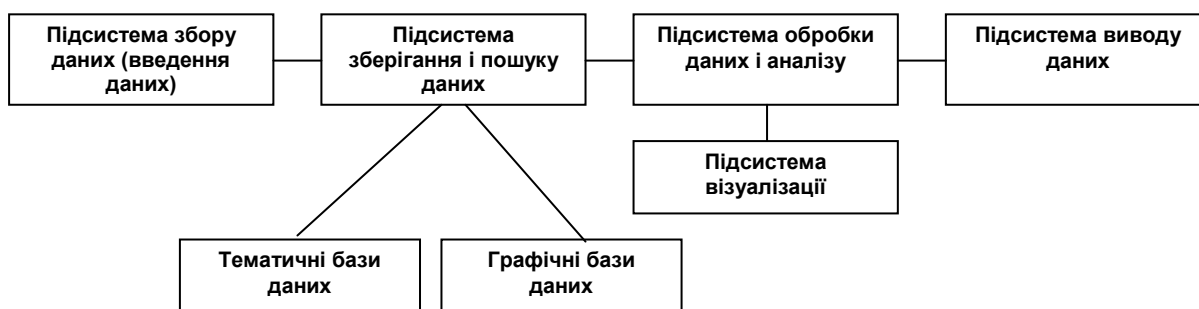 Підсистема збору
даних (введення
даних)
Підсистема
зберігання і пошуку
даних
Підсистема обробки
даних і аналізу
Підсистема виводу
даних
Підсистема
візуалізації
Тематичні бази
даних
Графічні бази
даних